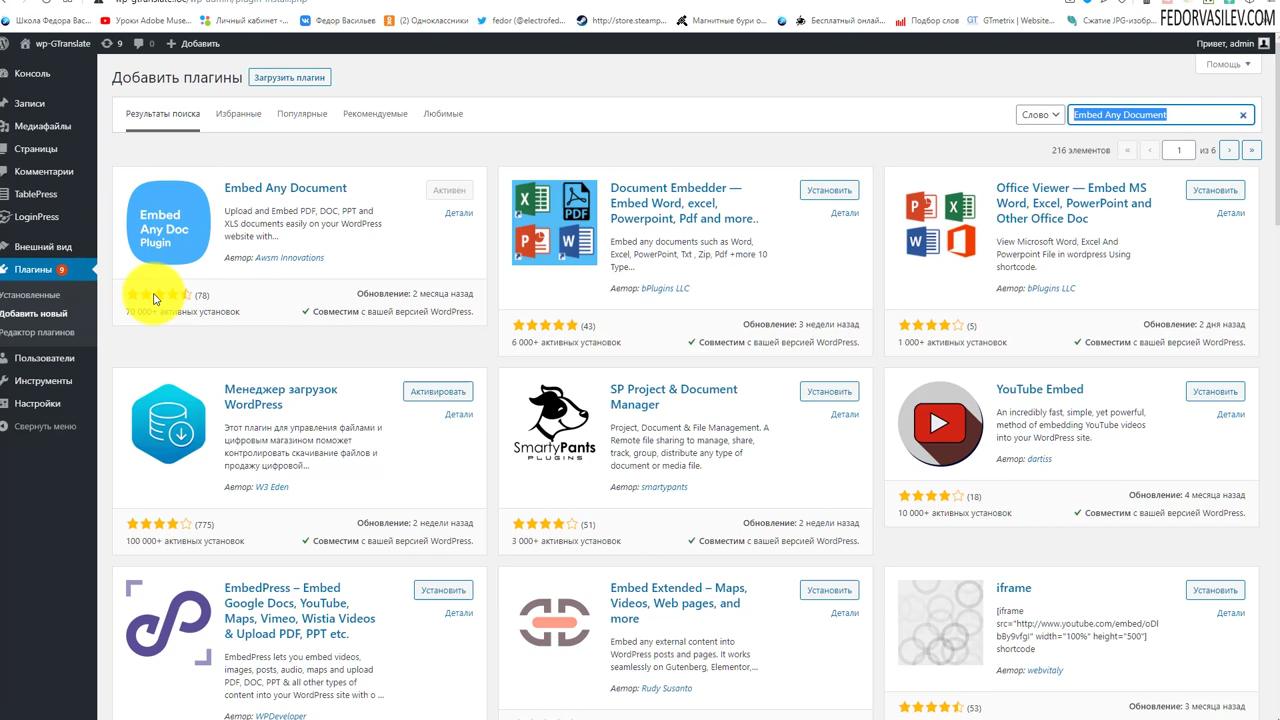 wp-gtranslate.loc/wp-admin/plugin-install.php
Школа Федора Вас...
Уроки Adobe Muse...
Личный кабинет -...
Федор Васильев
(2) Одноклассники
fedor (@electrofed...
http://store.steamp...
Магнитные бури о...
Бесплатный онлай...
Подбор слов
GTmetrix | Website...
Сжатие JPG-изобр...
FEDORVASILEV.COM
wp-GTranslate
9
0
Добавить
Привет, admin
Консоль
Записи
Медиафайлы
Страницы
Комментарии
TablePress
LoginPress
Внешний вид
Плагины 9
Установленные
Добавить новый
Редактор плагинов
Пользователи
Инструменты
Настройки
Свернуть меню
Добавить плагины
Загрузить плагин
Помощь
Результаты поиска
Избранные
Популярные
Рекомендуемые
Любимые
Слово
Embed Any Document
216 элементов
«
‹
1
из 6
›
»
Embed Any Doc Plugin
Embed Any Document
Активен
Детали
Upload and Embed PDF, DOC, PPT and
XLS documents easily on your WordPress
website with...
Автор: Awsm Innovations
(78)
Обновление: 2 месяца назад
70 000+ активных установок
Совместим с вашей версией WordPress.
Document Embedder —
Embed Word, excel,
Powerpoint, Pdf and more..
Установить
Детали
Embed any documents such as Word,
Excel, PowerPoint, Txt , Zip, Pdf +more 10
Type...
Автор: bPlugins LLC
(43)
Обновление: 3 недели назад
6 000+ активных установок
Совместим с вашей версией WordPress.
Office Viewer — Embed MS
Word, Excel, PowerPoint and
Other Office Doc
Установить
Детали
View Microsoft Word, Excel And
PowerPoint File in wordpress Using
shortcode.
Автор: bPlugins LLC
(5)
Обновление: 2 дня назад
1 000+ активных установок
Совместим с вашей версией WordPress.
Менеджер загрузок
WordPress
Активировать
Детали
Этот плагин для управления файлами и
цифровым магазином поможет
контролировать скачивание файлов и
продажу цифровой...
Автор: W3 Eden
(775)
Обновление: 2 недели назад
100 000+ активных установок
Совместим с вашей версией WordPress.
SmartyPants
PLUGINS
SP Project & Document
Manager
Установить
Детали
Project, Document & File Management. A
Remote file sharing to manage, share,
track, group, distribute any type of
document or media file.
Автор: smartypants
(51)
Обновление: 2 недели назад
3 000+ активных установок
Совместим с вашей версией WordPress.
YouTube Embed
Установить
Детали
An incredibly fast, simple, yet powerful,
method of embedding YouTube videos
into your WordPress site.
Автор: dartiss
(18)
Обновление: 4 месяца назад
10 000+ активных установок
Совместим с вашей версией WordPress.
EmbedPress – Embed
Google Docs, YouTube,
Maps, Vimeo, Wistia Videos
& Upload PDF, PPT etc.
Установить
Детали
EmbedPress lets you embed videos,
images, posts, audio, maps and upload
PDF, DOC, PPT & all other types of
content into your WordPress site with o ...
Автор: WPDeveloper
Embed Extended – Maps,
Videos, Web pages, and
more
Установить
Детали
Embed any external content into
WordPress posts and pages. It works
seamlessly on Gutenberg, Elementor,...
Автор: Rudy Susanto
iframe
Установить
Детали
[iframe
src="http://www.youtube.com/embed/oDl
bBy9vfgI" width="100%" height="500"]
shortcode
Автор: webvitaly
(53)
Обновление: 3 месяца назад